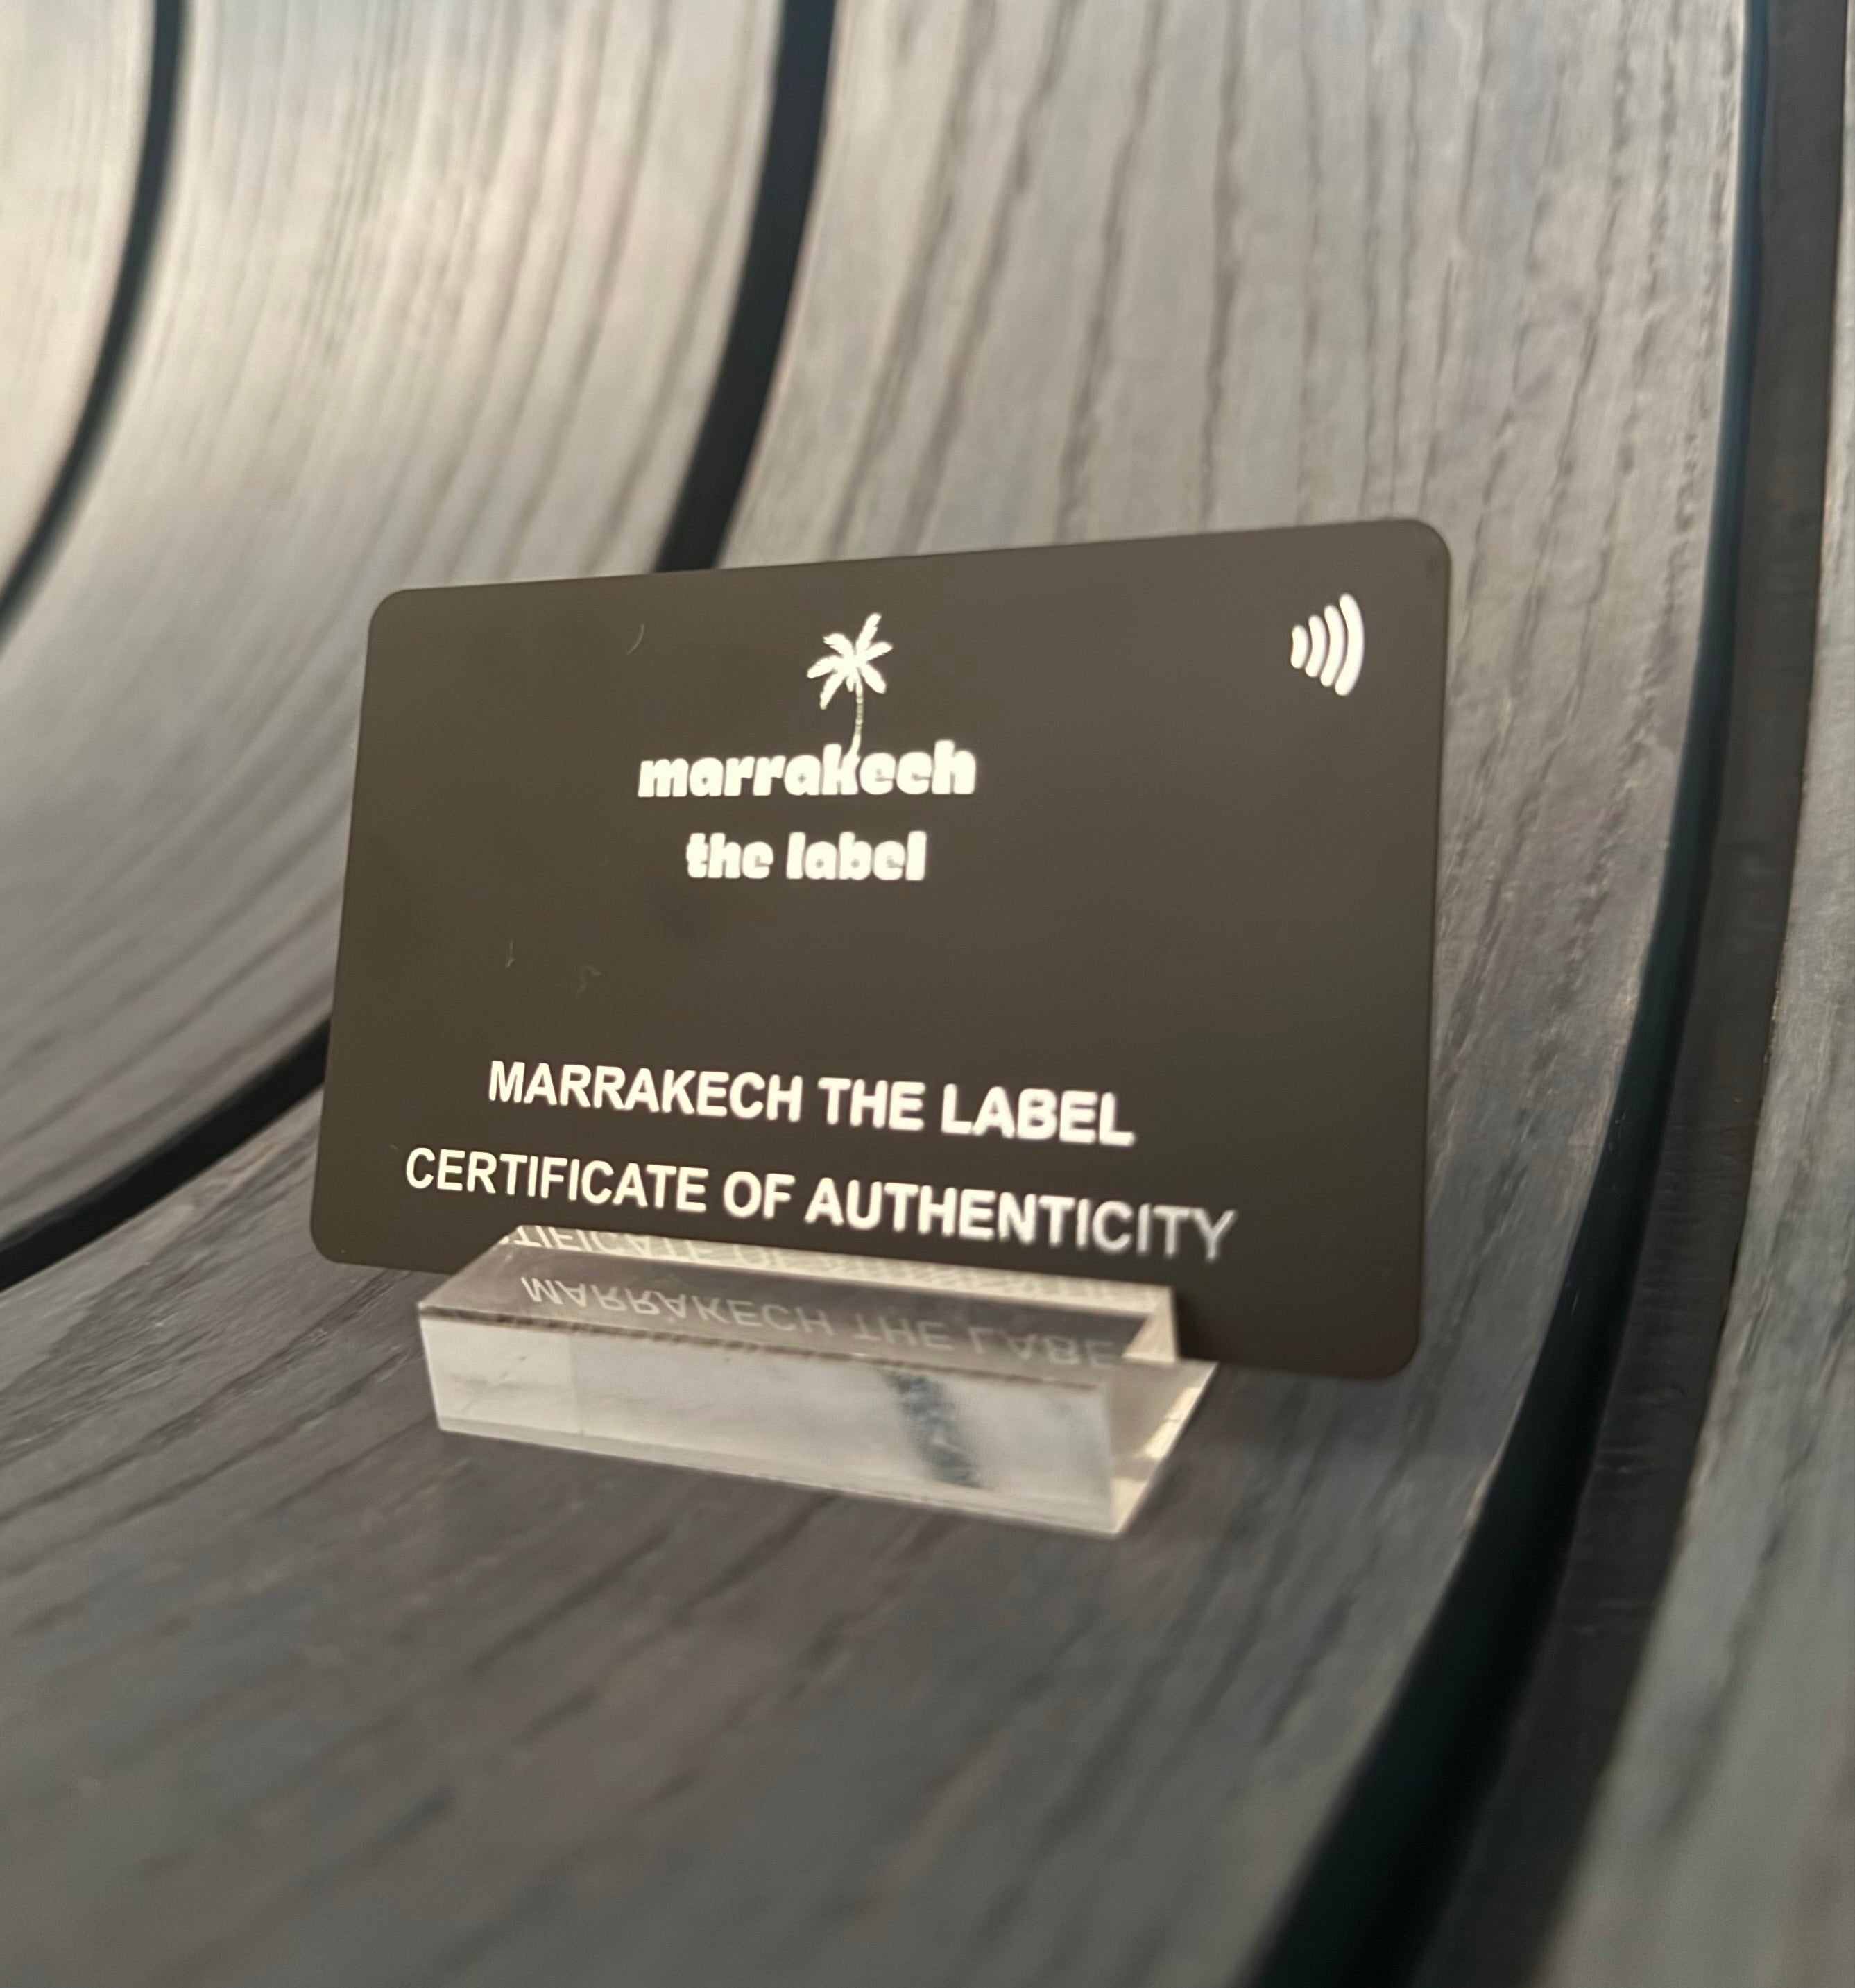 marrakech
the label
MARRAKECH THE LABEL
CERTIFICATE OF AUTHENTICITY